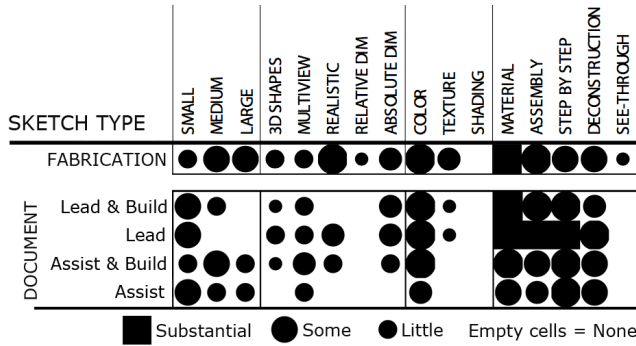 SKETCH TYPE
SMALL
MEDIUM
LARGE
3D SHAPES
MULTIVIEW
REALISTIC
RELATIVE DIM
ABSOLUTE DIM
COLOR
TEXTURE
SHADING
MATERIAL
ASSEMBLY
STEP BY STEP
DECONSTRUCTION
SEE-THROUGH
FABRICATION
DOCUMENT
Lead & Build
Lead
Assist & Build
Assist
Substantial Some Little Empty cells = None